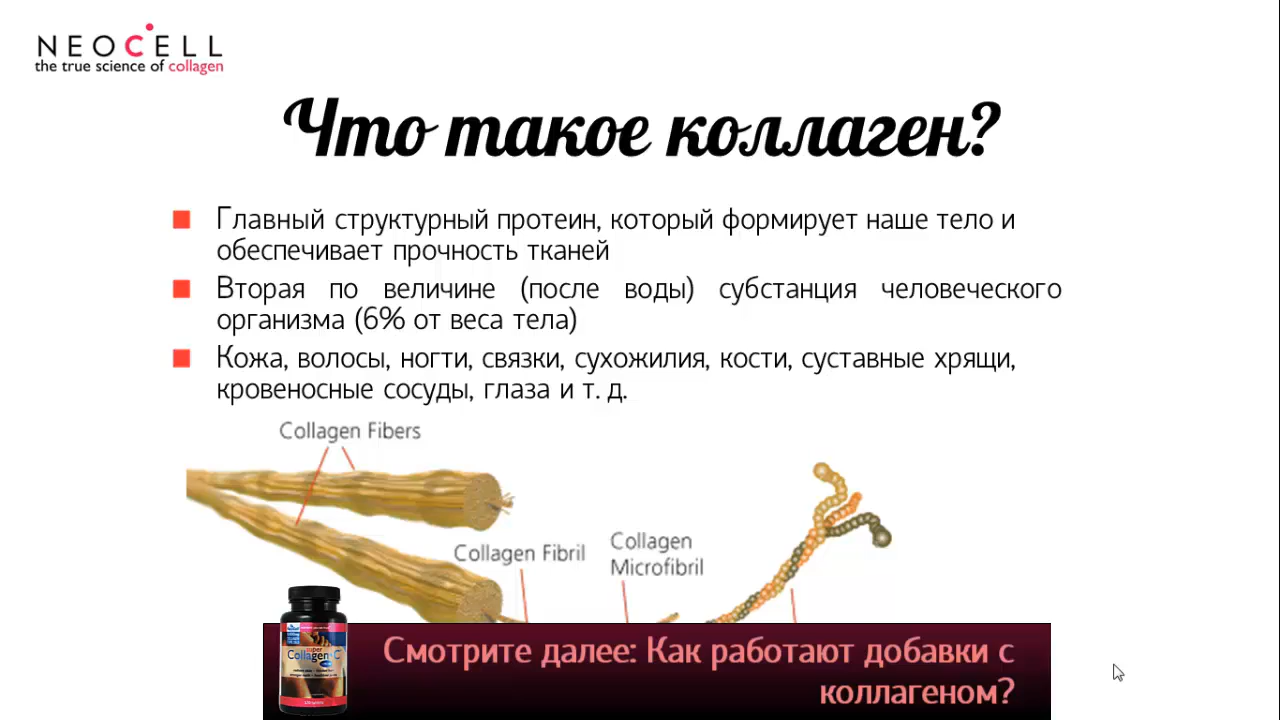 NEOCELL
the true science of collagen
Что такое коллаген?
Главный структурный протеин, который формирует наше тело и
обеспечивает прочность тканей
Вторая по величине (после воды) субстанция человеческого
организма (6% от веса тела)
Кожа, волосы, ногти, связки, сухожилия, кости, суставные хрящи,
кровеносные сосуды, глаза и т. д.
Collagen Fibers
Collagen Fibril
Collagen
Microfibril
super
Collagen+C
Смотрите далее: Как работают добавки с
коллагеном?